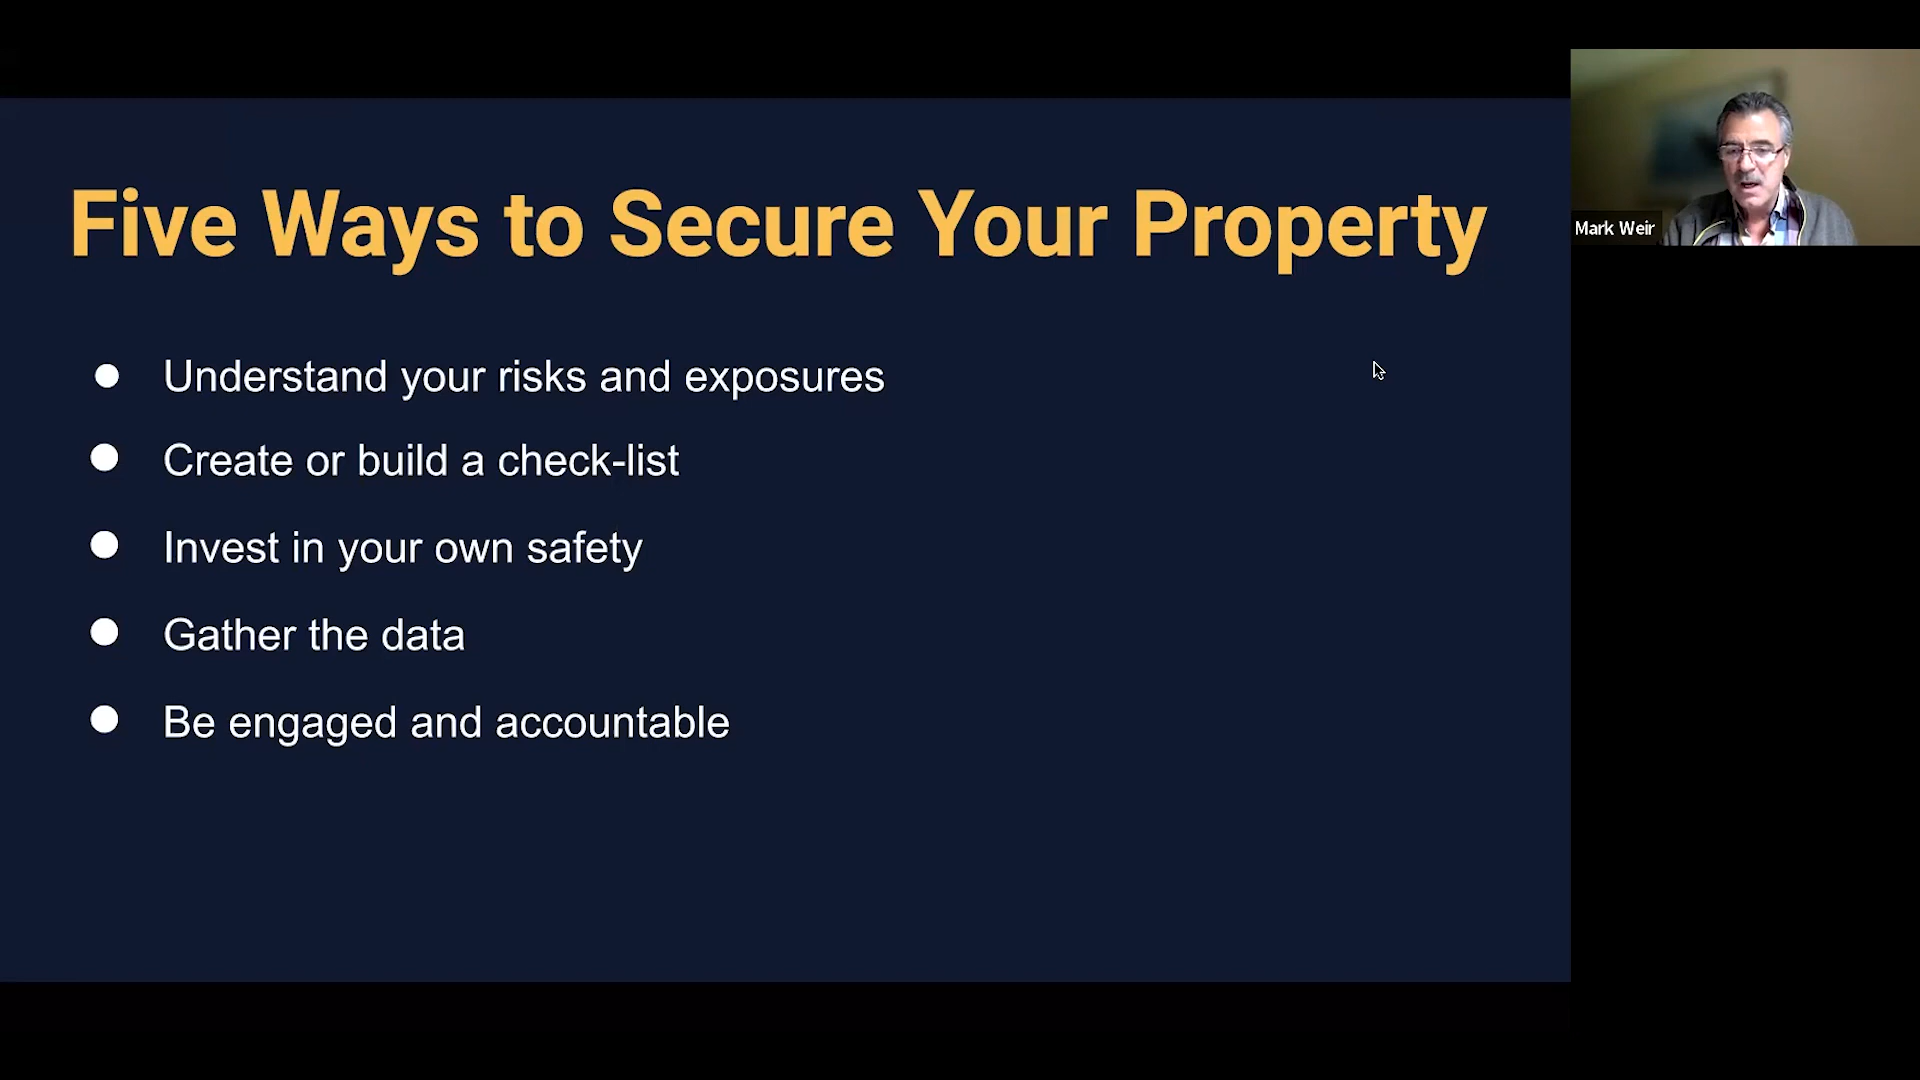 Five Ways to Secure Your Property
● Understand your risks and exposures
● Create or build a check-list
● Invest in your own safety
● Gather the data
● Be engaged and accountable
Mark Weir